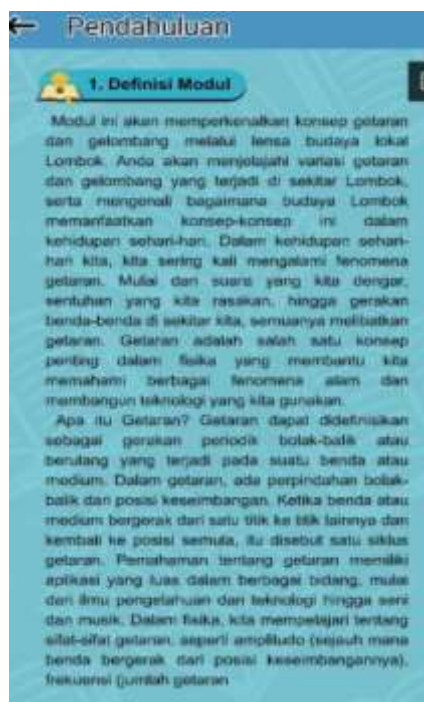 Pendahuluan
1. Definisi Modul
Modul ini akan memperkenalkan konsep getaran
dan gelombang melalui lensa budaya lokal
Lombok. Anda akan menjelajahi variasi getaran
dan gelombang yang terjadi di sekitar Lombok,
serta mengenali bagaimana budaya Lombok
memanfaatkan konsep-konsep ini dalam
kehidupan sehari-hari. Dalam kehidupan sehari-
hari kita, kita sering kali mengalami fenomena
getaran. Mulai dari suara yang kita dengar,
sentuhan yang kita rasakan, hingga gerakan
benda-benda di sekitar kita, semuanya melibatkan
getaran. Getaran adalah salah satu konsep
penting dalam fisika yang membantu kita
memahami berbagai fenomena alam dan
membangun teknologi yang kita gunakan.
Apa itu Getaran? Getaran dapat didefinisikan
sebagai gerakan periodik bolak-balik atau
berulang yang terjadi pada suatu benda atau
medium. Dalam getaran, ada perpindahan bolak-
balik dari posisi keseimbangan. Ketika benda atau
medium bergerak dari satu titik ke titik lainnya dan
kembali ke posisi semula, itu disebut satu siklus
getaran. Pemahaman tentang getaran memiliki
aplikasi yang luas dalam berbagai bidang, mulai
dari ilmu pengetahuan dan teknologi hingga seni
dan musik. Dalam fisika, kita mempelajari tentang
sifat-sifat getaran, seperti amplitudo (sejauh mana
benda bergerak dari posisi keseimbangannya),
frekuensi (jumlah getaran